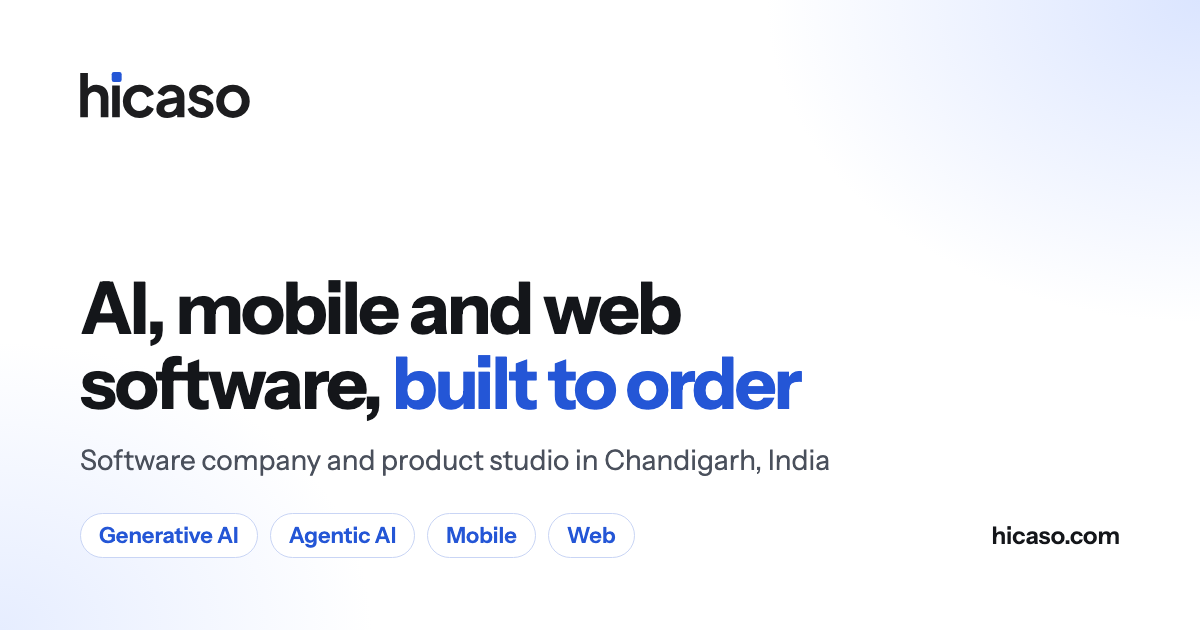 hicaso
AI, mobile and web
software, built to order
Software company and product studio in Chandigarh, India
Generative AI
Agentic AI
Mobile
Web
hicaso.com